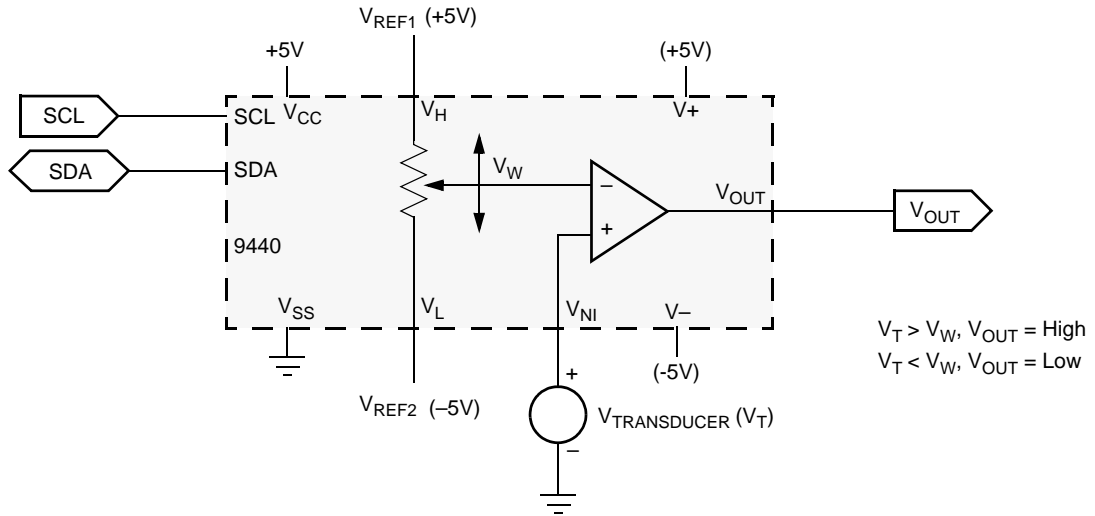 V_REF1 (+5V)
+5V
(+5V)
SCL
SCL
V_CC
V_H
V+
SDA
SDA
V_W
–
+
V_OUT
V_OUT
9440
V_SS
V_L
V_NI
V–
V_T > V_W, V_OUT = High
V_T < V_W, V_OUT = Low
(-5V)
+
V_REF2 (–5V)
V_TRANSDUCER (V_T)
–